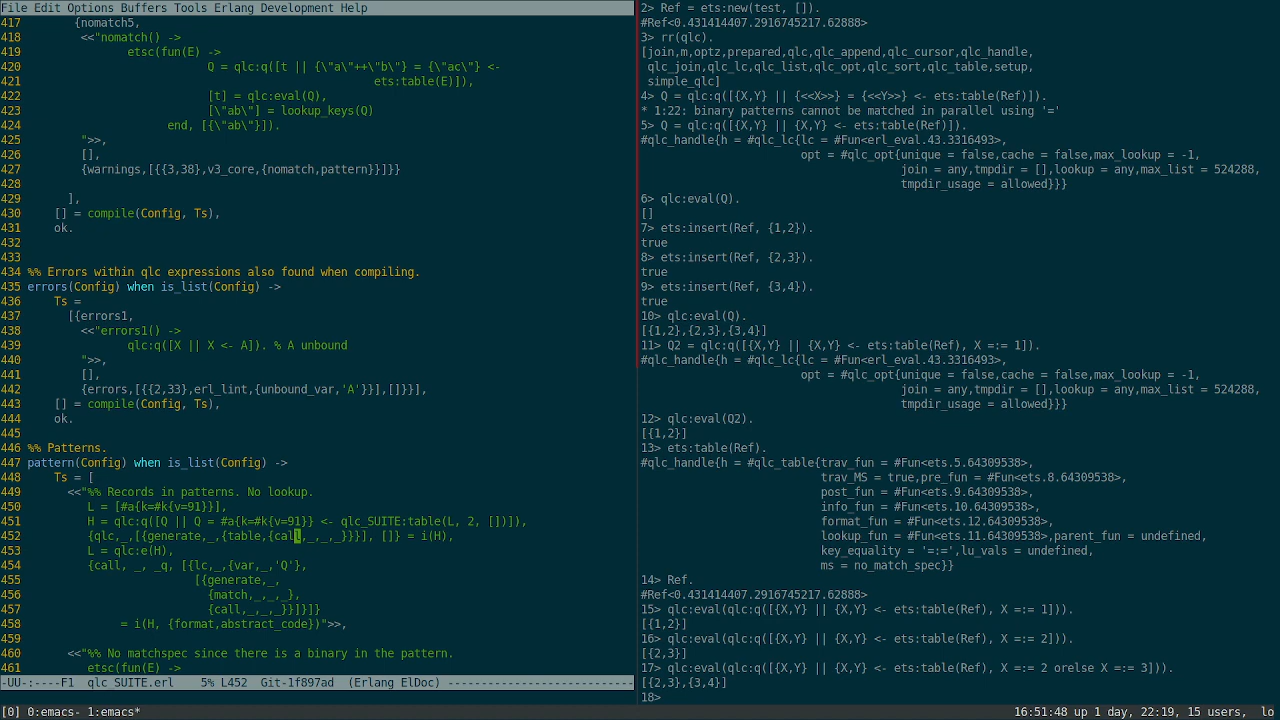 File Edit Options Buffers Tools Erlang Development Help
417        {nomatch5,
418         <<"nomatch() ->
419                etsc(fun(E) ->
420                            Q = qlc:q([t || {\"a\"++\"b\"} = {\"ac\"} <-
421                                                     ets:table(E)]),
422                            [t] = qlc:eval(Q),
423                            [\"ab\"] = lookup_keys(Q)
424                      end, [{\"ab\"}]).
425         ">>,
426         [],
427         {warnings,[{{3,38},v3_core,{nomatch,pattern}}]}}
428
429       ],
430     [] = compile(Config, Ts),
431     ok.
432
433
434 %% Errors within qlc expressions also found when compiling.
435 errors(Config) when is_list(Config) ->
436     Ts =
437       [{errors1,
438         <<"errors1() ->
439                qlc:q([X || X <- A]). % A unbound
440         ">>,
441         [],
442         {errors,[{{2,33},erl_lint,{unbound_var,'A'}}],[]}}],
443     [] = compile(Config, Ts),
444     ok.
445
446 %% Patterns.
447 pattern(Config) when is_list(Config) ->
448     Ts = [
449       <<"%% Records in patterns. No lookup.
450          L = [#a{k=#k{v=91}}],
451          H = qlc:q([Q || Q = #a{k=#k{v=91}} <- qlc_SUITE:table(L, 2, [])]),
452          {qlc,_,[{generate,_,{table,{call,_,_,_}}}], []} = i(H),
453          L = qlc:e(H),
454          {call, _, _q, [{lc,_,{var,_,'Q'},
455                          [{generate,_,
456                            {match,_,_,_},
457                            {call,_,_,_}}]}]}
458               = i(H, {format,abstract_code})">>,
459
460       <<"%% No matchspec since there is a binary in the pattern.
461          etsc(fun(E) ->
-UU-:----F1  qlc_SUITE.erl    5% L452  Git-1f897ad  (Erlang ElDoc) ----------------------------
2> Ref = ets:new(test, []).
#Ref<0.431414407.2916745217.62888>
3> rr(qlc).
[join,m,optz,prepared,qlc,qlc_append,qlc_cursor,qlc_handle,
 qlc_join,qlc_lc,qlc_list,qlc_opt,qlc_sort,qlc_table,setup,
 simple_qlc]
4> Q = qlc:q([{X,Y} || {<<X>>} = {<<Y>>} <- ets:table(Ref)]).
* 1:22: binary patterns cannot be matched in parallel using '='
5> Q = qlc:q([{X,Y} || {X,Y} <- ets:table(Ref)]).
#qlc_handle{h = #qlc_lc{lc = #Fun<erl_eval.43.3316493>,
                        opt = #qlc_opt{unique = false,cache = false,max_lookup = -1,
                                       join = any,tmpdir = [],lookup = any,max_list = 524288,
                                       tmpdir_usage = allowed}}}
6> qlc:eval(Q).
[]
7> ets:insert(Ref, {1,2}).
true
8> ets:insert(Ref, {2,3}).
true
9> ets:insert(Ref, {3,4}).
true
10> qlc:eval(Q).
[{1,2},{2,3},{3,4}]
11> Q2 = qlc:q([{X,Y} || {X,Y} <- ets:table(Ref), X =:= 1]).
#qlc_handle{h = #qlc_lc{lc = #Fun<erl_eval.43.3316493>,
                        opt = #qlc_opt{unique = false,cache = false,max_lookup = -1,
                                       join = any,tmpdir = [],lookup = any,max_list = 524288,
                                       tmpdir_usage = allowed}}}
12> qlc:eval(Q2).
[{1,2}]
13> ets:table(Ref).
#qlc_handle{h = #qlc_table{trav_fun = #Fun<ets.5.64309538>,
                           trav_MS = true,pre_fun = #Fun<ets.8.64309538>,
                           post_fun = #Fun<ets.9.64309538>,
                           info_fun = #Fun<ets.10.64309538>,
                           format_fun = #Fun<ets.12.64309538>,
                           lookup_fun = #Fun<ets.11.64309538>,parent_fun = undefined,
                           key_equality = '=:=',lu_vals = undefined,
                           ms = no_match_spec}}
14> Ref.
#Ref<0.431414407.2916745217.62888>
15> qlc:eval(qlc:q([{X,Y} || {X,Y} <- ets:table(Ref), X =:= 1])).
[{1,2}]
16> qlc:eval(qlc:q([{X,Y} || {X,Y} <- ets:table(Ref), X =:= 2])).
[{2,3}]
17> qlc:eval(qlc:q([{X,Y} || {X,Y} <- ets:table(Ref), X =:= 2 orelse X =:= 3])).
[{2,3},{3,4}]
18>
[0] 0:emacs- 1:emacs*                    16:51:48 up 1 day, 22:19, 15 users,  lo